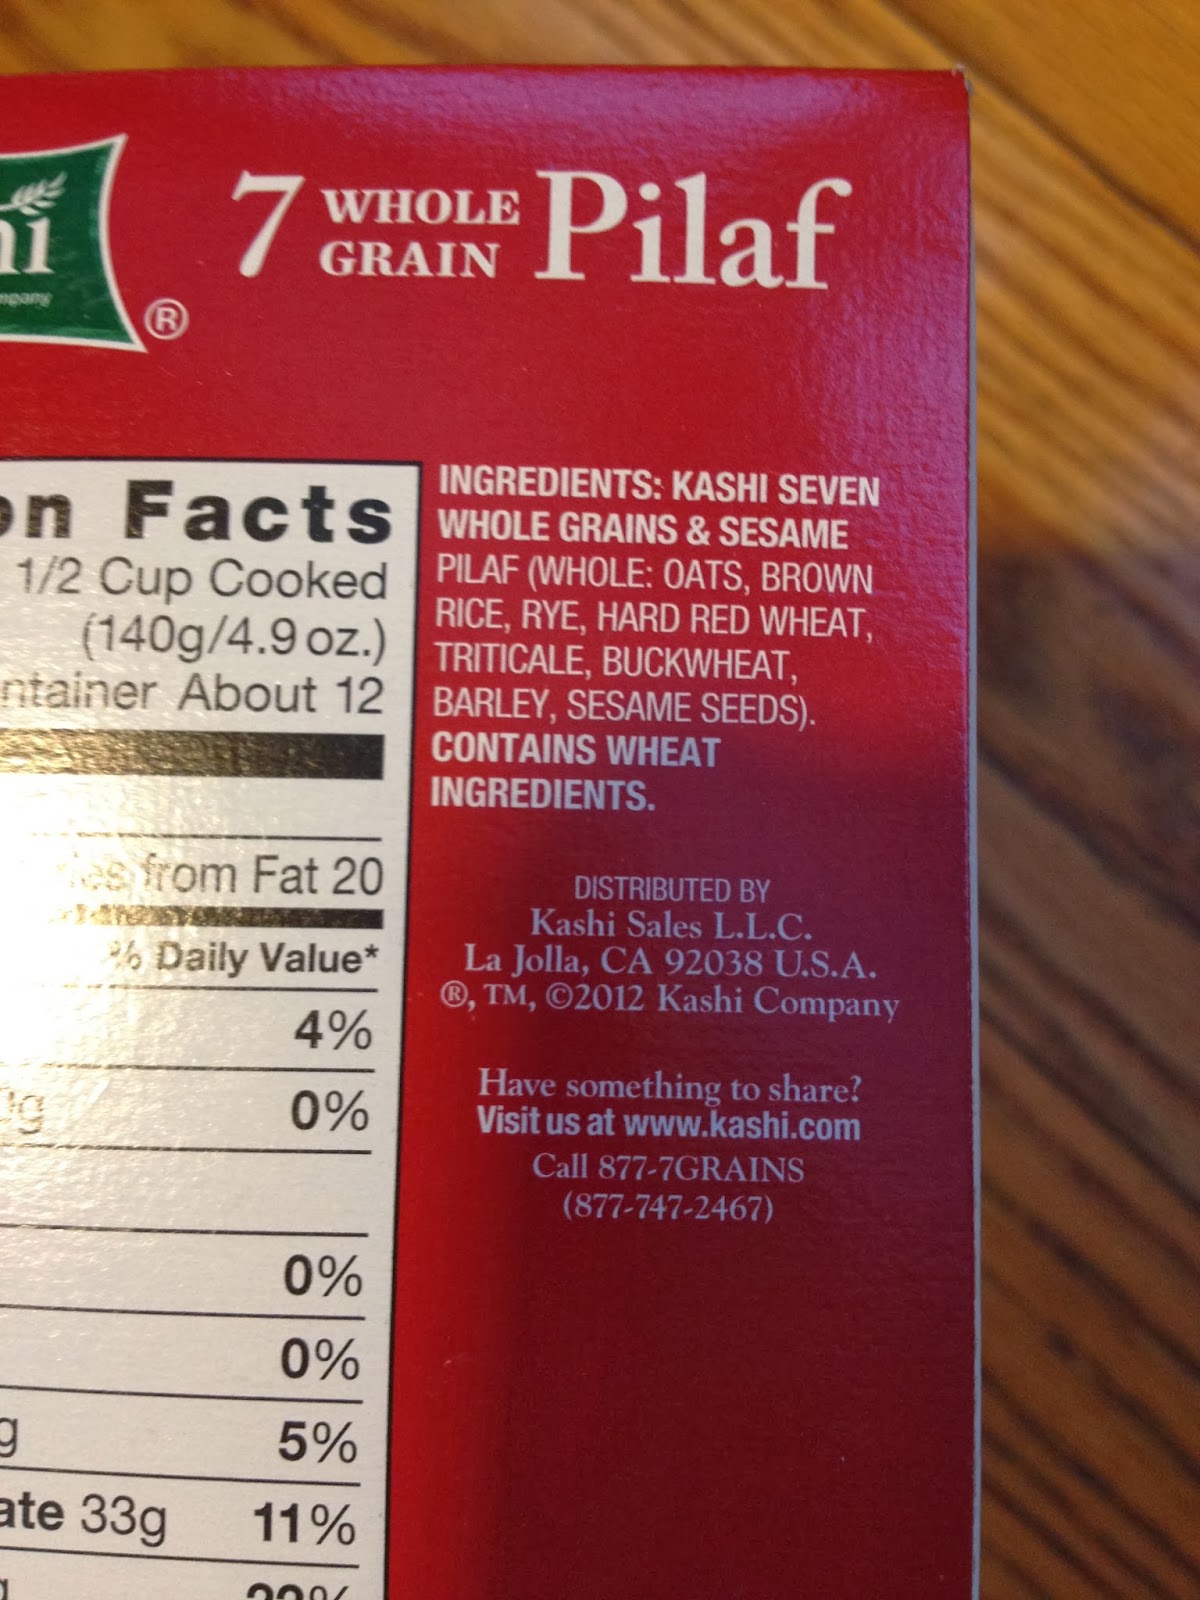 7 WHOLE GRAIN Pilaf
®
on Facts
1/2 Cup Cooked
(140g/4.9 oz.)
ntainer About 12
from Fat 20
% Daily Value*
4%
0g 0%
0%
0%
g 5%
ate 33g 11%
INGREDIENTS: KASHI SEVEN
WHOLE GRAINS & SESAME
PILAF (WHOLE: OATS, BROWN
RICE, RYE, HARD RED WHEAT,
TRITICALE, BUCKWHEAT,
BARLEY, SESAME SEEDS).
CONTAINS WHEAT
INGREDIENTS.
DISTRIBUTED BY
Kashi Sales L.L.C.
La Jolla, CA 92038 U.S.A.
®, TM, ©2012 Kashi Company
Have something to share?
Visit us at www.kashi.com
Call 877-7GRAINS
(877-747-2467)